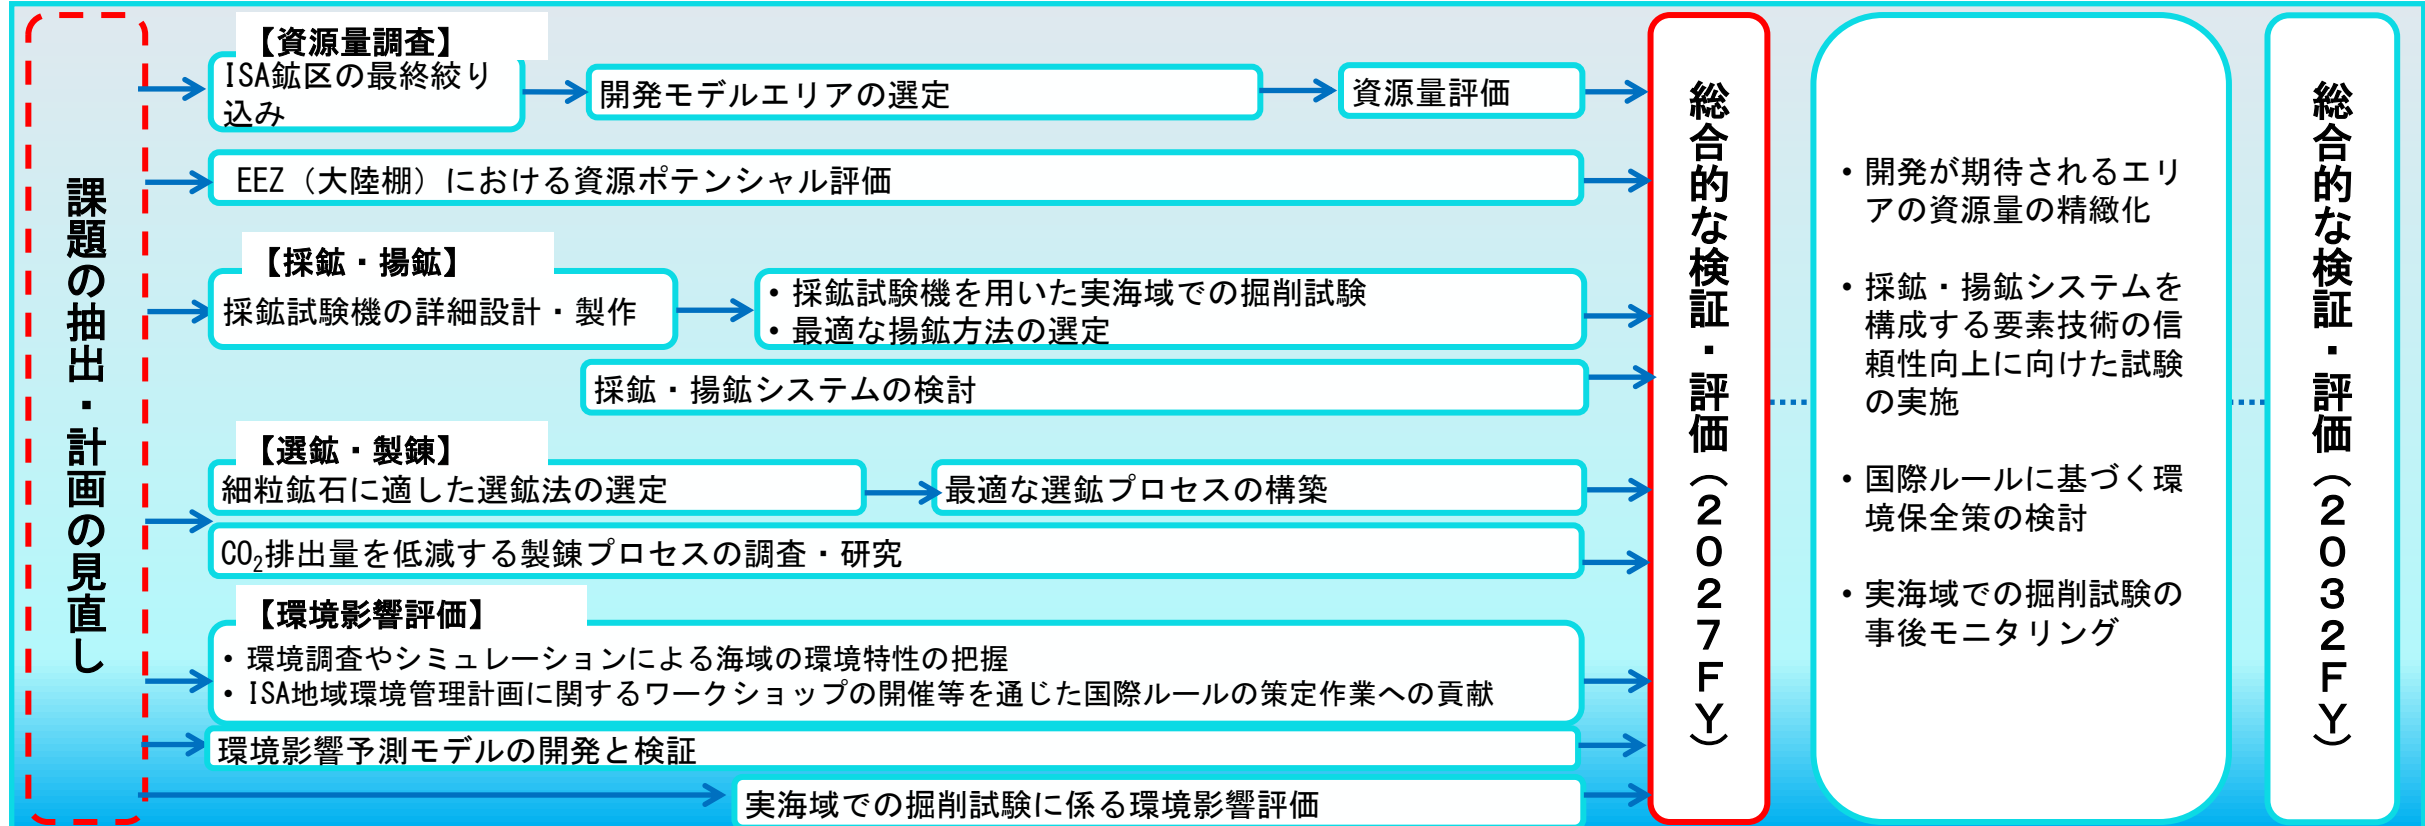 課題の抽出・計画の見直し
【資源量調査】
ISA鉱区の最終絞り
込み
開発モデルエリアの選定
資源量評価
EEZ（大陸棚）における資源ポテンシャル評価
【採鉱・揚鉱】
採鉱試験機の詳細設計・製作
・採鉱試験機を用いた実海域での掘削試験
・最適な揚鉱方法の選定
採鉱・揚鉱システムの検討
【選鉱・製錬】
細粒鉱石に適した選鉱法の選定
最適な選鉱プロセスの構築
CO₂排出量を低減する製錬プロセスの調査・研究
【環境影響評価】
・環境調査やシミュレーションによる海域の環境特性の把握
・ISA地域環境管理計画に関するワークショップの開催等を通じた国際ルールの策定作業への貢献
環境影響予測モデルの開発と検証
実海域での掘削試験に係る環境影響評価
総合的な検証・評価（２０２７ＦＹ）
・開発が期待されるエリ
アの資源量の精緻化
・採鉱・揚鉱システムを
構成する要素技術の信
頼性向上に向けた試験
の実施
・国際ルールに基づく環
境保全策の検討
・実海域での掘削試験の
事後モニタリング
総合的な検証・評価（２０３２ＦＹ）